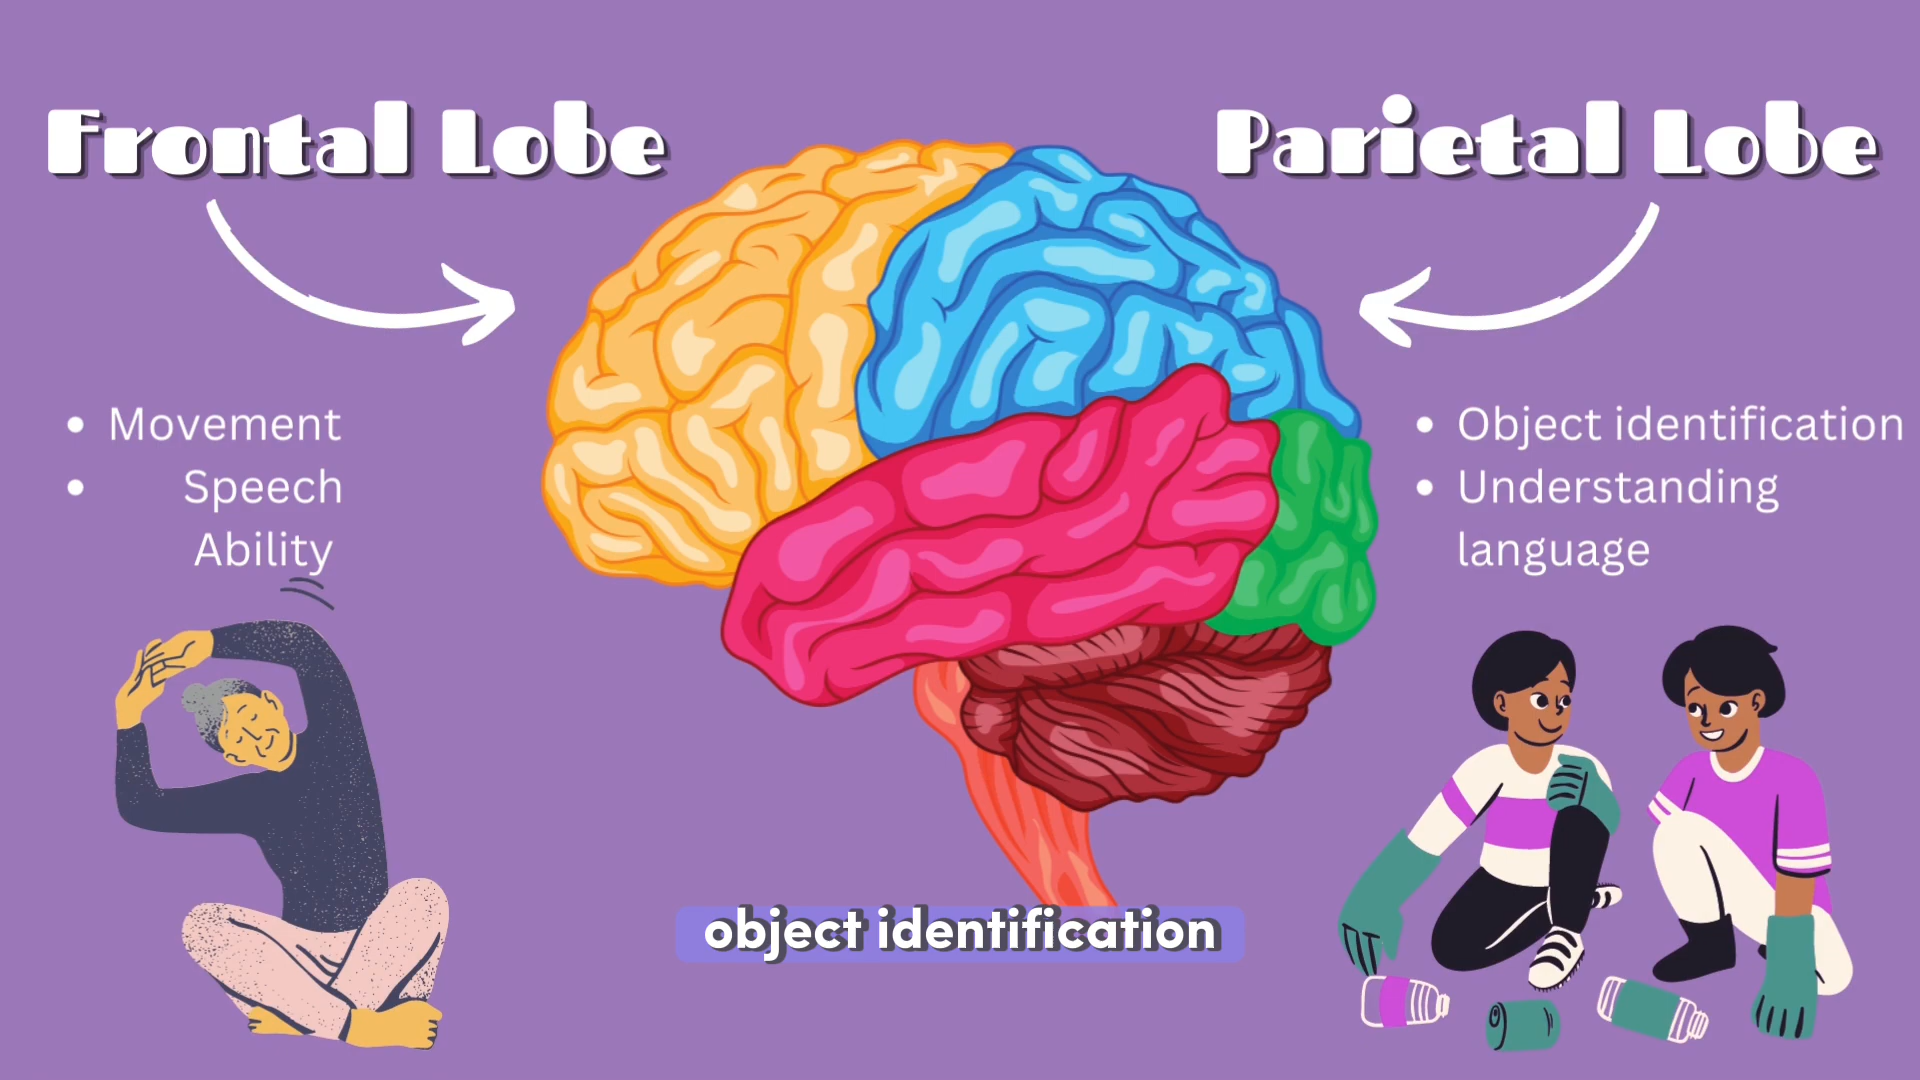 Frontal Lobe
Movement
Speech
Ability
Parietal Lobe
Object identification
Understanding
language
object identification